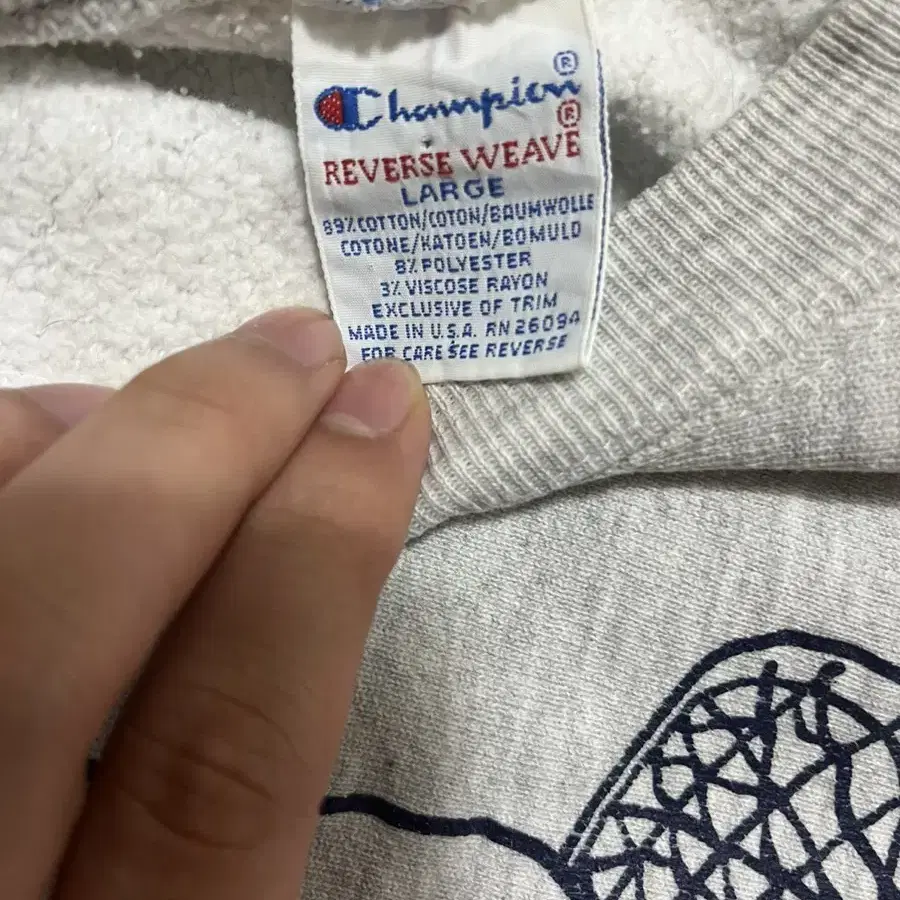 Champion®
REVERSE WEAVE®
LARGE
89% COTTON/COTON/BAUMWOLLE
COTONE/KATOEN/BOMULD
8% POLYESTER
3% VISCOSE RAYON
EXCLUSIVE OF TRIM
MADE IN U.S.A. RN 26094
FOR CARE SEE REVERSE